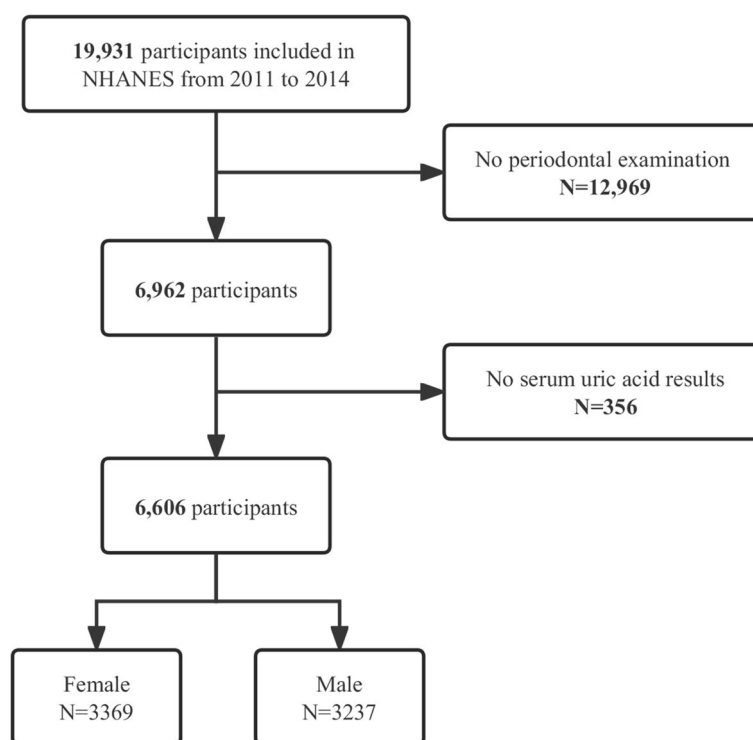 19,931 participants included in
NHANES from 2011 to 2014
No periodontal examination
N=12,969
6,962 participants
No serum uric acid results
N=356
6,606 participants
Female
N=3369
Male
N=3237